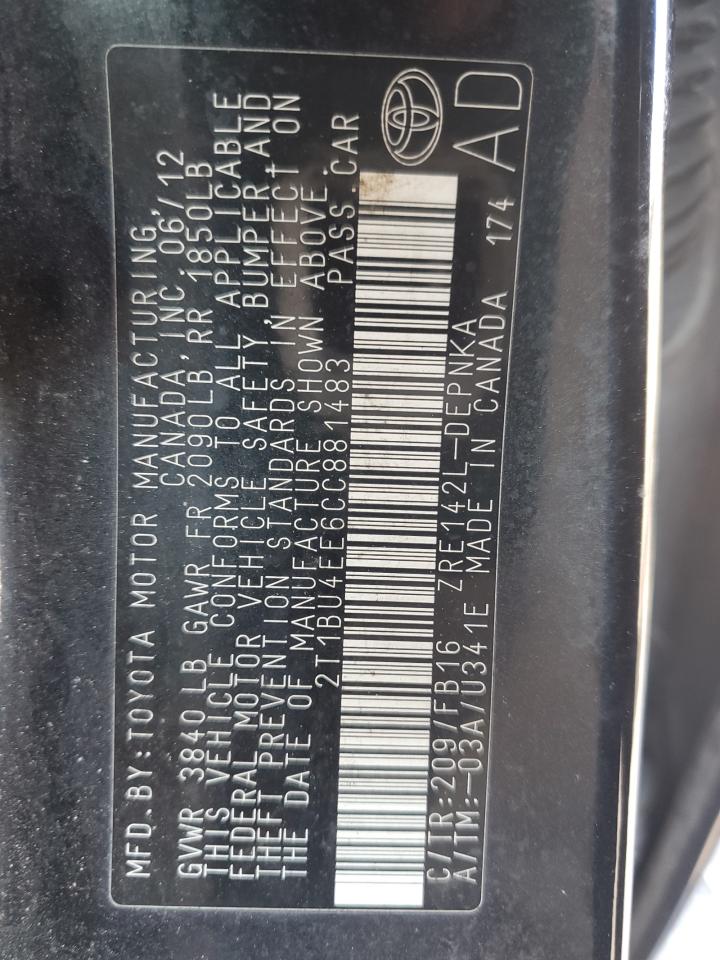 MFD. BY: TOYOTA MOTOR MANUFACTURING,
CANADA, INC. 06/12
GVWR 3840 LB GAWR FR 2090LB RR 1850LB
THIS VEHICLE CONFORMS TO ALL APPLICABLE
FEDERAL MOTOR VEHICLE SAFETY, BUMPER, AND
THEFT PREVENTION STANDARDS IN EFFECT ON
THE DATE OF MANUFACTURE SHOWN ABOVE.
2T1BU4EE6CC881483 PASS. CAR
C/TR: 209/FB16 ZRE142L-DEPNKA
A/TM:-03A/U341E MADE IN CANADA 174
AD